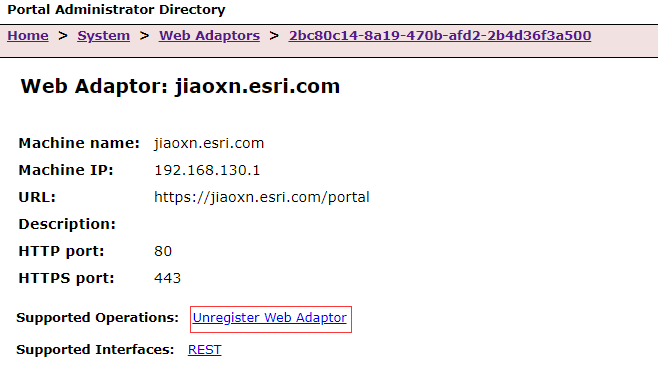 Portal Administrator Directory
Home > System > Web Adaptors > 2bc80c14-8a19-470b-afd2-2b4d36f3a500
Web Adaptor: jiaoxn.esri.com
Machine name: jiaoxn.esri.com
Machine IP: 192.168.130.1
URL: https://jiaoxn.esri.com/portal
Description:
HTTP port: 80
HTTPS port: 443
Supported Operations: Unregister Web Adaptor
Supported Interfaces: REST